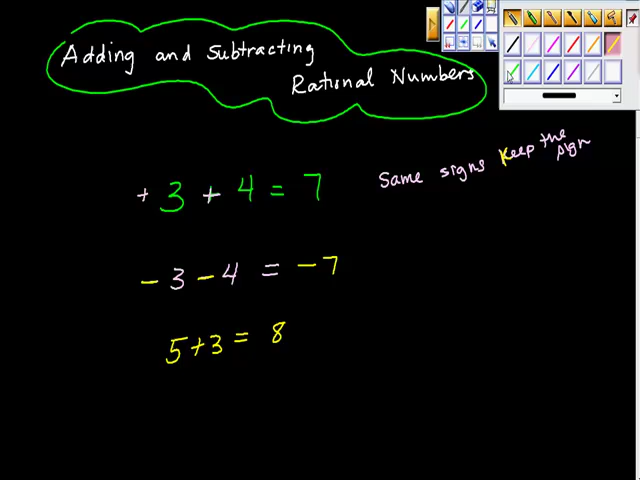 Adding and Subtracting
Rational Numbers
Same signs keep the sign
+ 3 + 4 = 7
- 3 - 4 = - 7
5 + 3 = 8